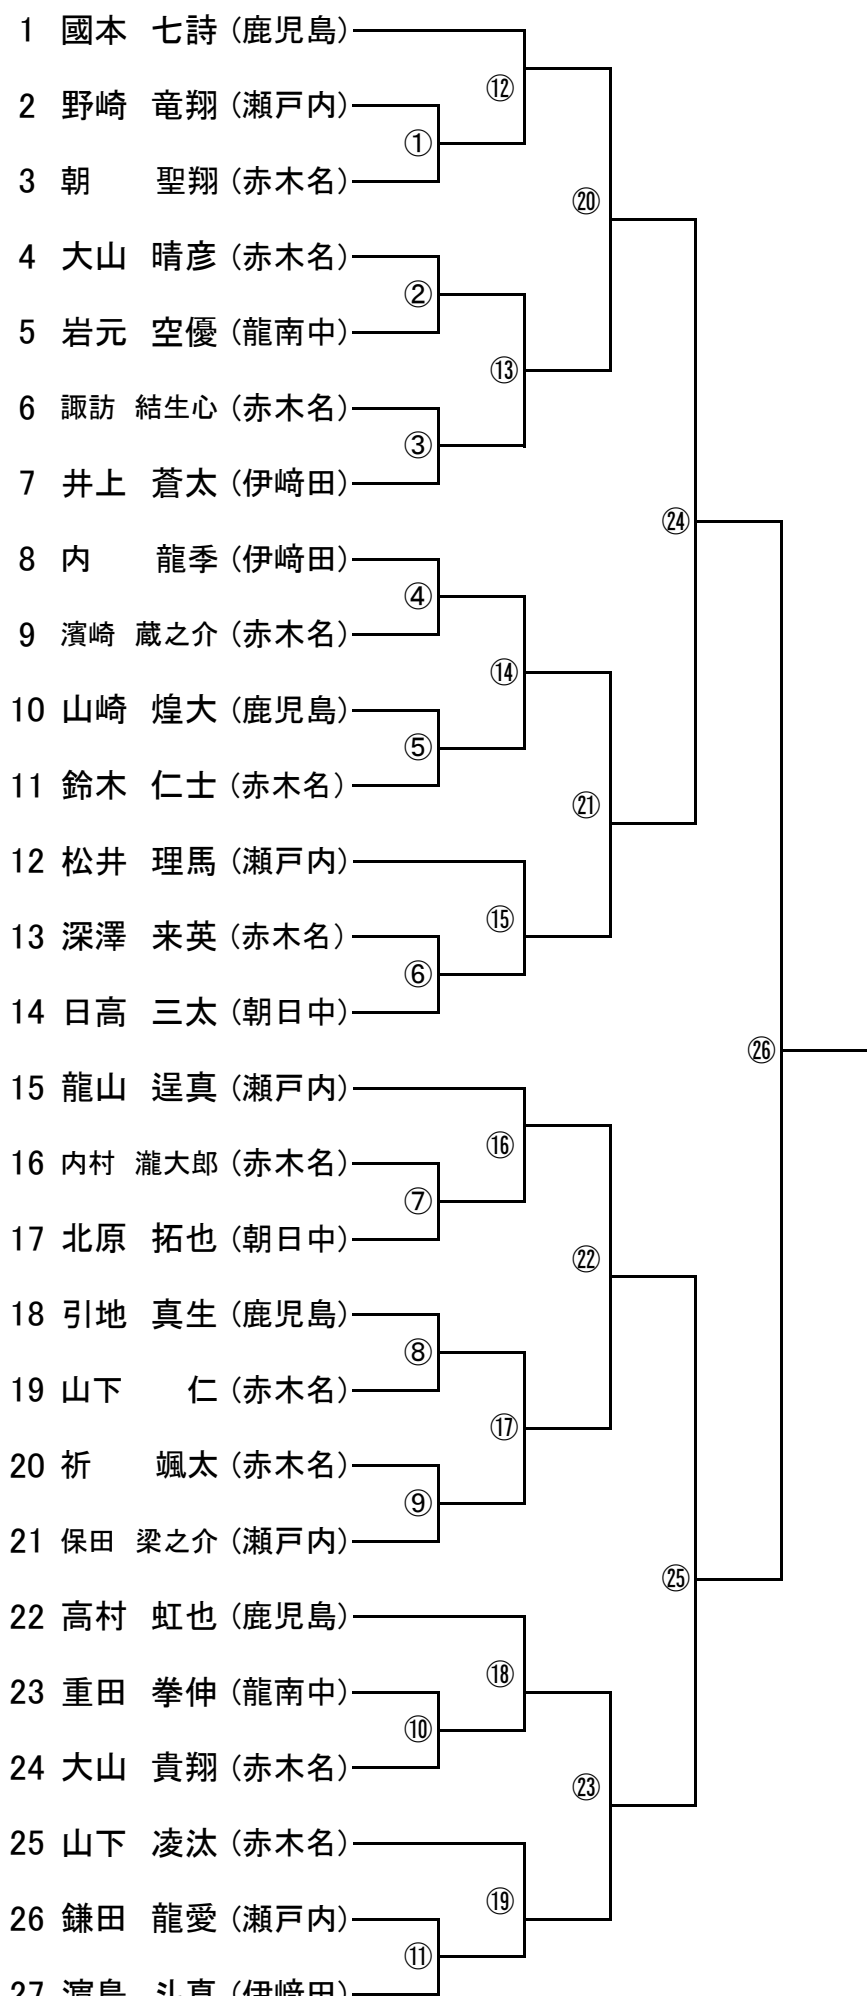 1 國本 七詩 (鹿児島)
⑫
2 野崎 竜翔 (瀬戸内)
①
3 朝 聖翔 (赤木名)
⑳
4 大山 晴彦 (赤木名)
②
5 岩元 空優 (龍南中)
⑬
6 諏訪 結生心 (赤木名)
③
7 井上 蒼太 (伊﨑田)
㉔
8 内 龍季 (伊﨑田)
④
9 濱崎 蔵之介 (赤木名)
⑭
10 山崎 煌大 (鹿児島)
⑤
11 鈴木 仁士 (赤木名)
㉑
12 松井 理馬 (瀬戸内)
⑮
13 深澤 来英 (赤木名)
⑥
14 日高 三太 (朝日中)
㉖
15 龍山 逞真 (瀬戸内)
⑯
16 内村 瀧大郎 (赤木名)
⑦
17 北原 拓也 (朝日中)
㉒
18 引地 真生 (鹿児島)
⑧
19 山下 仁 (赤木名)
⑰
20 祈 颯太 (赤木名)
⑨
21 保田 梁之介 (瀬戸内)
㉕
22 高村 虹也 (鹿児島)
⑱
23 重田 拳伸 (龍南中)
⑩
24 大山 貴翔 (赤木名)
㉓
25 山下 凌汰 (赤木名)
⑲
26 鎌田 龍愛 (瀬戸内)
⑪
27 濵島 斗真 (伊﨑田)